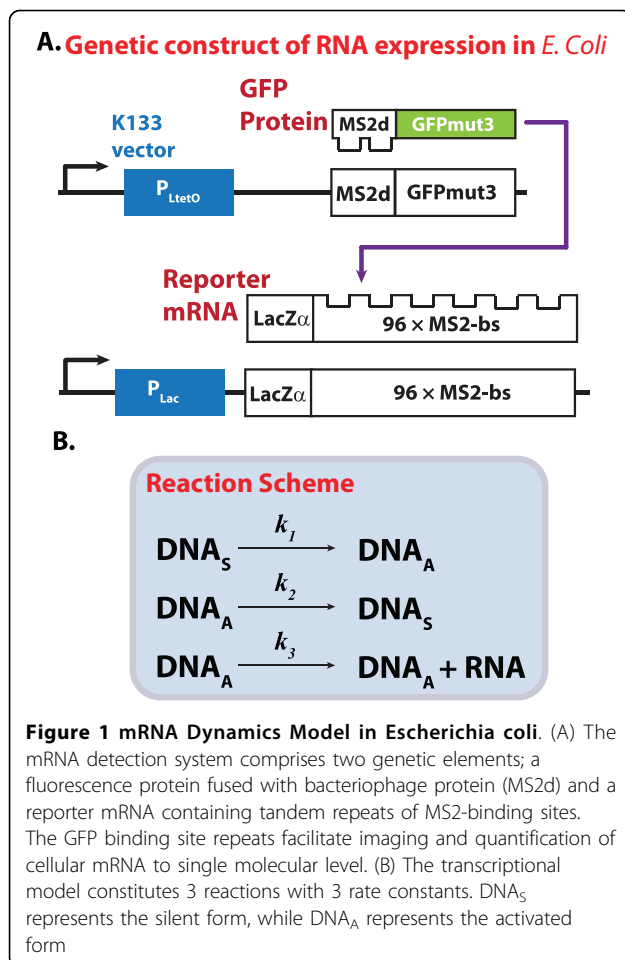 A. Genetic construct of RNA expression in E. Coli
GFP
Protein
MS2d GFPmut3
K133
vector
PLtetO MS2d GFPmut3
Reporter
mRNA
LacZα 96 × MS2-bs
PLac LacZα 96 × MS2-bs
B.
Reaction Scheme
k1
DNAS DNAA
k2
DNAA DNAS
k3
DNAA DNAA + RNA
Figure 1 mRNA Dynamics Model in Escherichia coli. (A) The
mRNA detection system comprises two genetic elements; a
fluorescence protein fused with bacteriophage protein (MS2d) and a
reporter mRNA containing tandem repeats of MS2-binding sites.
The GFP binding site repeats facilitate imaging and quantification of
cellular mRNA to single molecular level. (B) The transcriptional
model constitutes 3 reactions with 3 rate constants. DNAS
represents the silent form, while DNAA represents the activated
form